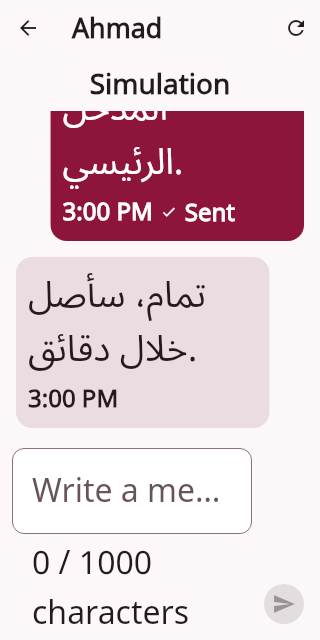 Ahmad
Simulation
المدخل
الرئيسي.
3:00 PM ✓ Sent
تمام، سأصل
خلال دقائق.
3:00 PM
Write a me...
0 / 1000
characters